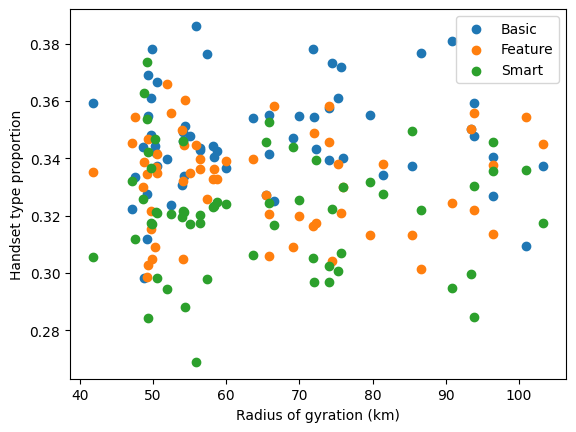 Basic
Feature
Smart
Handset type proportion
0.38
0.36
0.34
0.32
0.30
0.28
40 50 60 70 80 90 100
Radius of gyration (km)